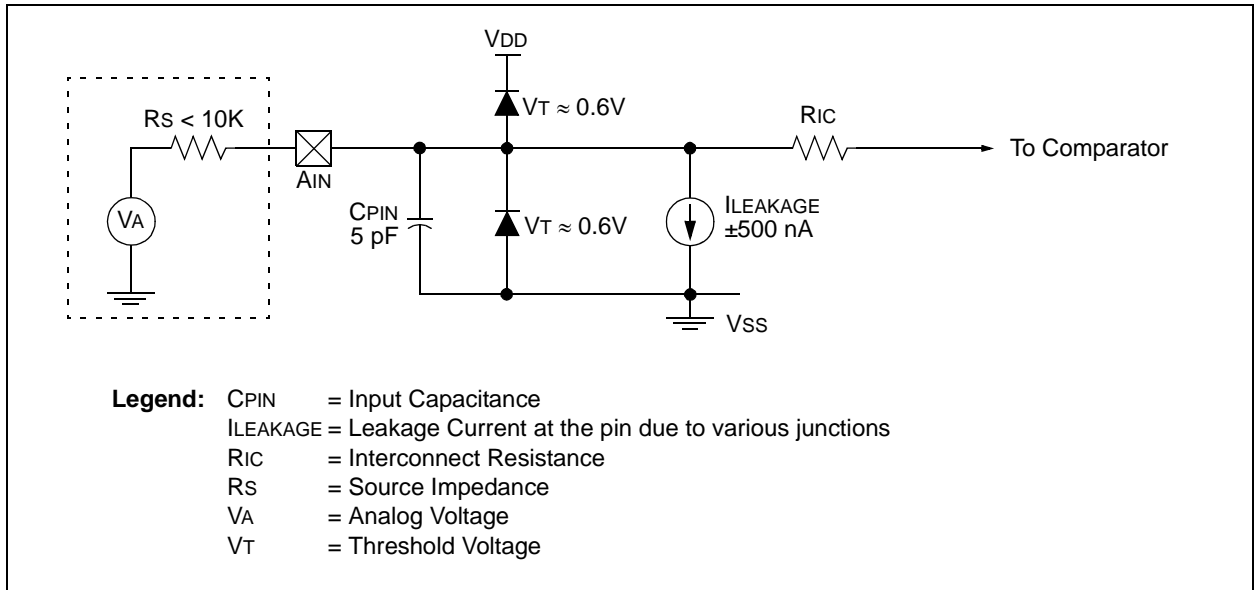 VDD
VT ≈ 0.6V
RS < 10K
RIC
To Comparator
AIN
VA
CPIN
5 pF
VT ≈ 0.6V
ILEAKAGE
±500 nA
VSS
Legend: CPIN = Input Capacitance
ILEAKAGE = Leakage Current at the pin due to various junctions
RIC = Interconnect Resistance
RS = Source Impedance
VA = Analog Voltage
VT = Threshold Voltage